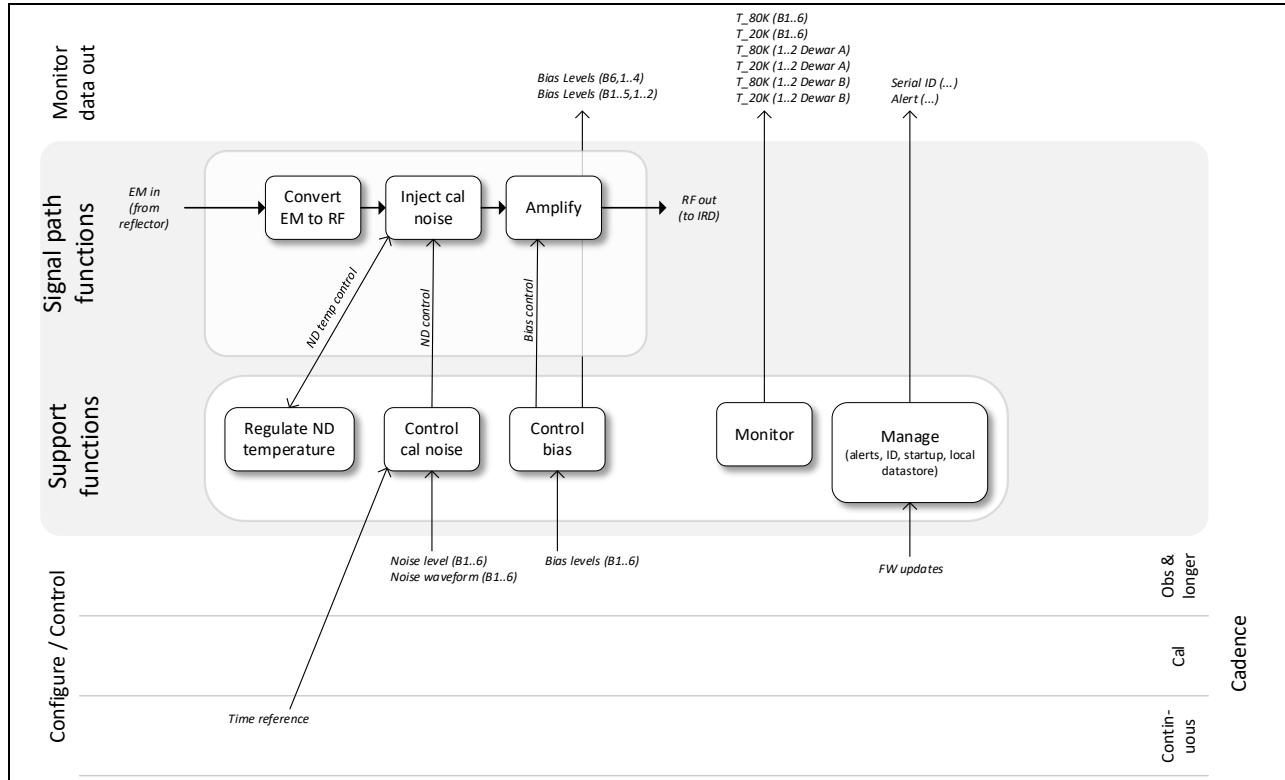 Monitor
data out
T_80K (B1..6)
T_20K (B1..6)
T_80K (1..2 Dewar A)
T_20K (1..2 Dewar A)
T_80K (1..2 Dewar B)
T_20K (1..2 Dewar B)
Bias Levels (B6,1..4)
Bias Levels (B1..5,1..2)
Serial ID (...)
Alert (...)
Signal path
functions
EM in
(from
reflector)
Convert
EM to RF
Inject cal
noise
Amplify
RF out
(to IRD)
ND temp control
ND control
Bias control
Support
functions
Regulate ND
temperature
Control
cal noise
Control
bias
Monitor
Manage
(alerts, ID, startup, local
datastore)
Configure / Control
Noise level (B1..6)
Noise waveform (B1..6)
Bias levels (B1..6)
FW updates
Time reference
Obs &
longer
Cal
Contin-
uous
Cadence